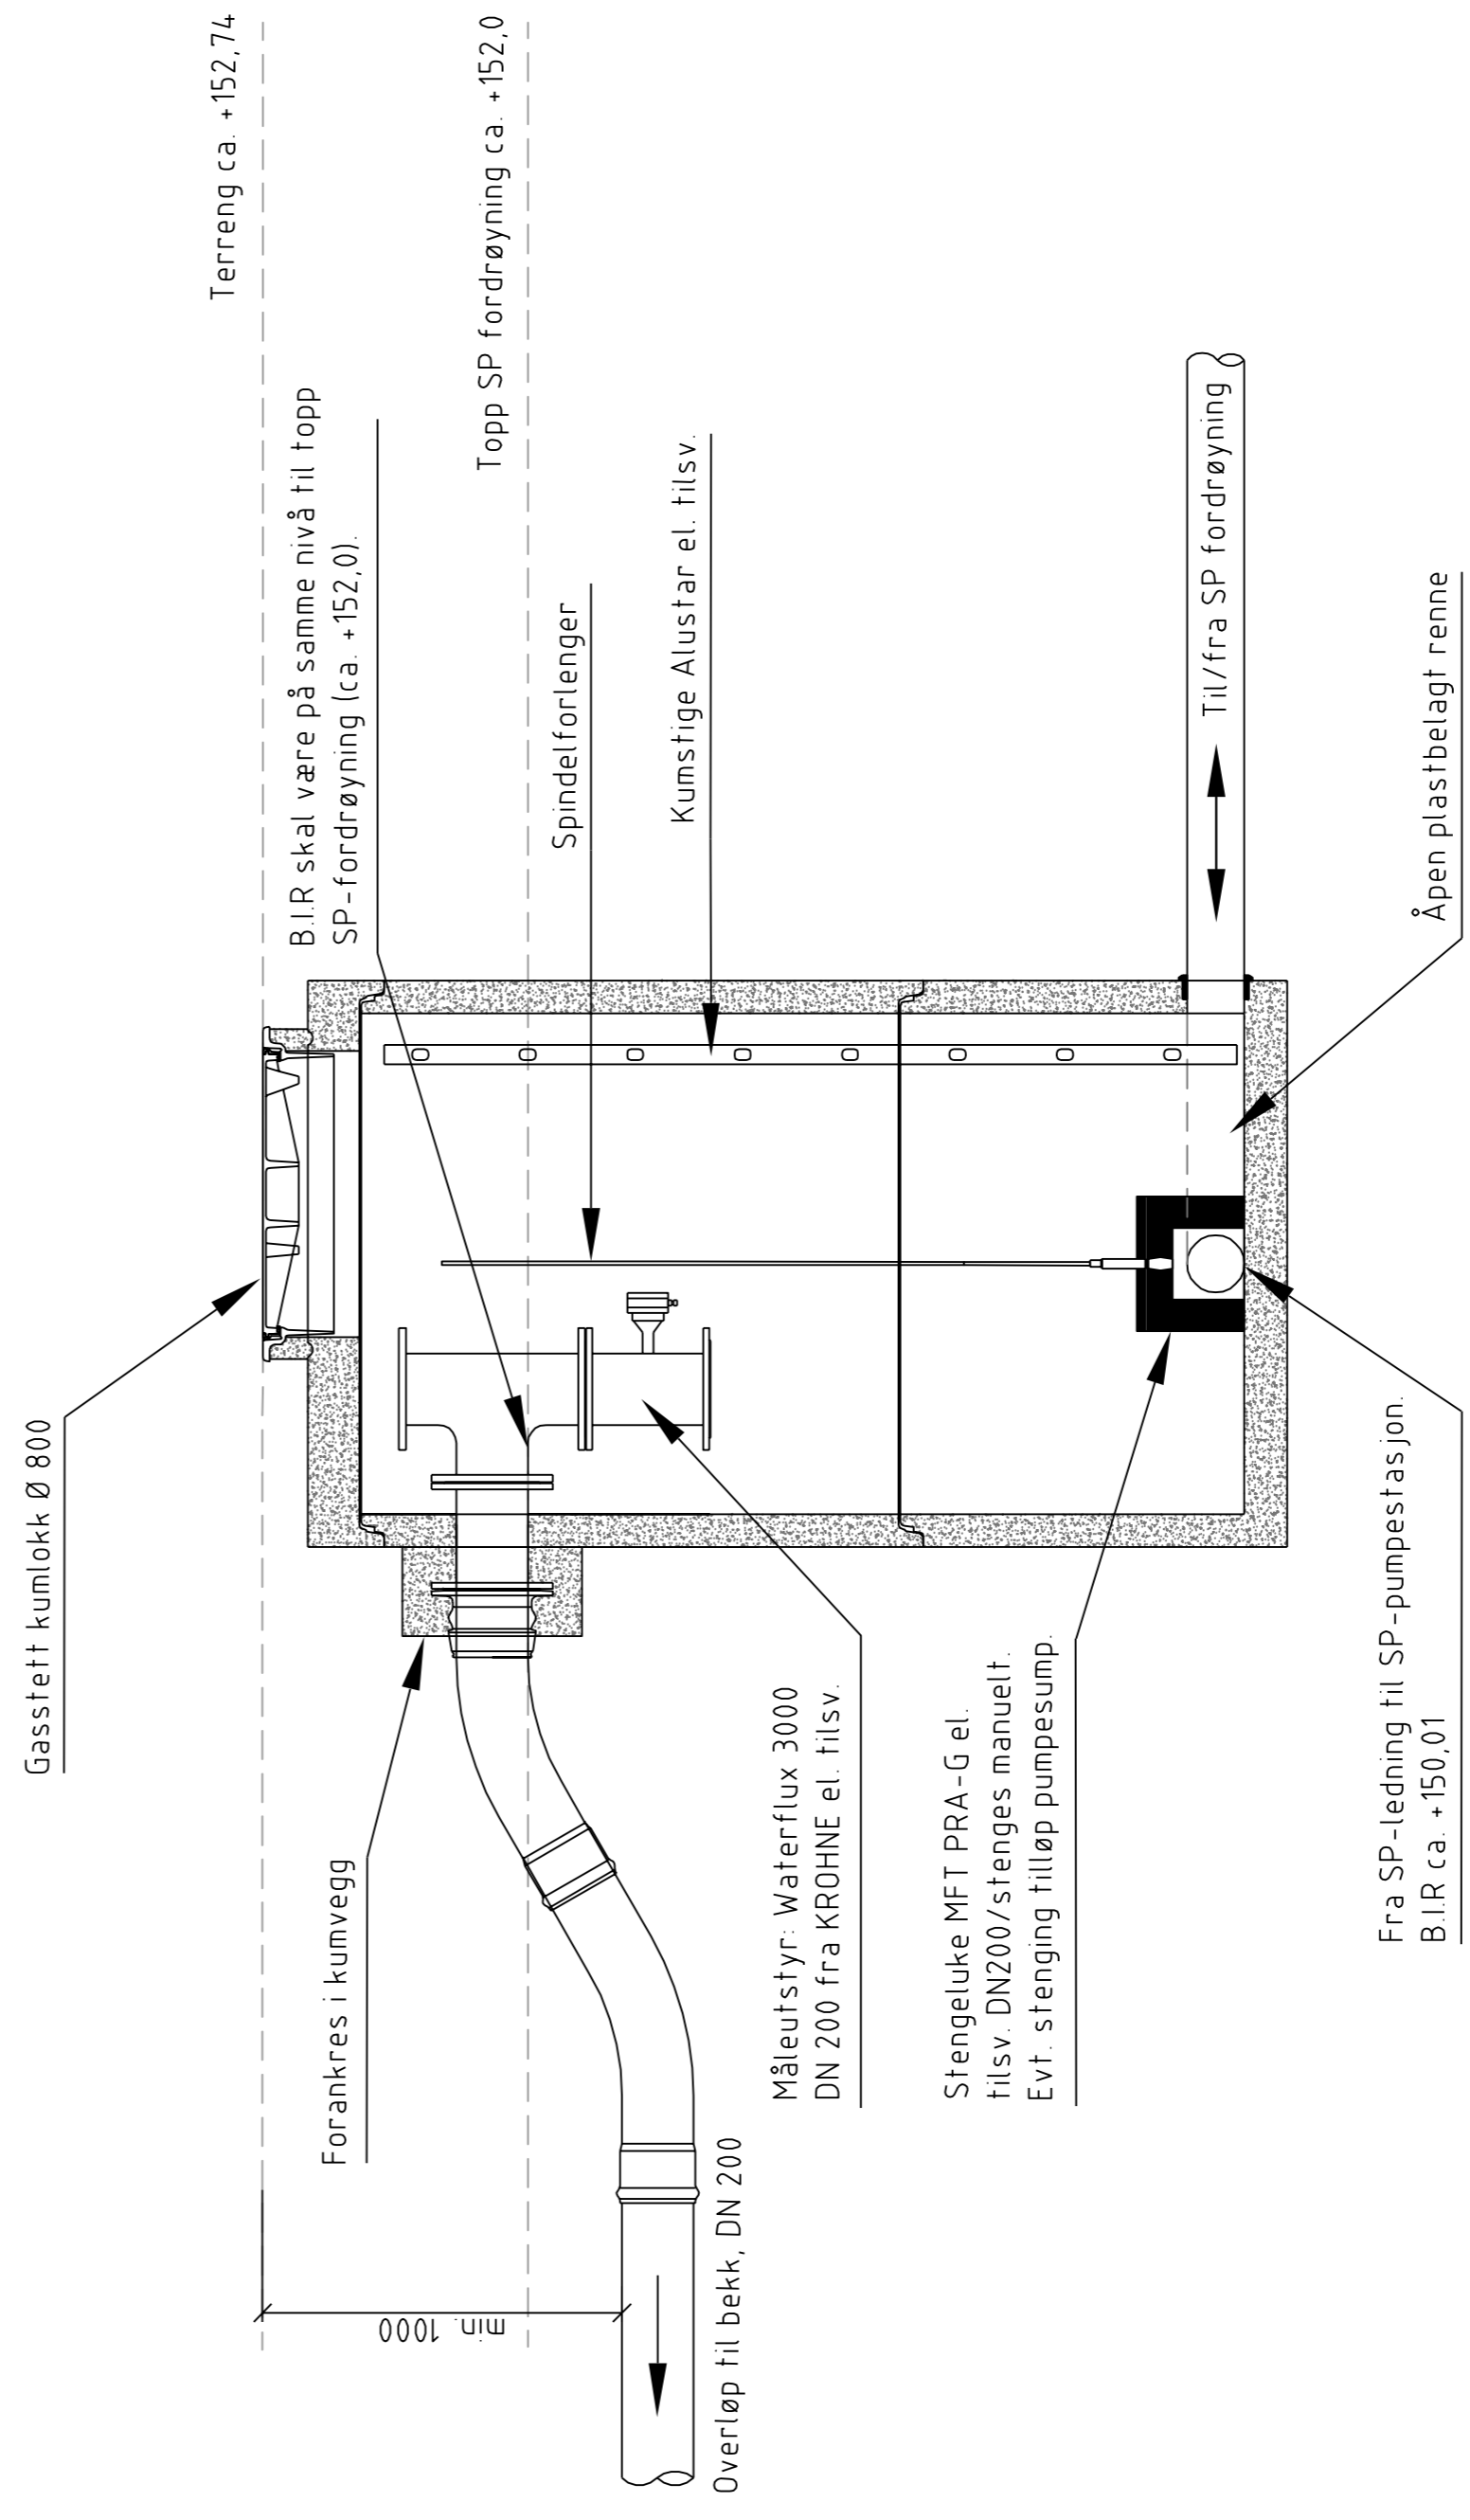 Gasstett kumlokk Ø 800
Terreng ca. +152,74
B.I.R skal være på samme nivå til topp
SP-fordrøyning (ca. +152,0).
Topp SP fordrøyning ca. +152,0
Forankres i kumvegg
min. 1000
Spindelforlenger
Kumstige Alustar el. tilsv.
Overløp til bekk, DN 200
Måleutstyr: Waterflux 3000
DN 200 fra KROHNE el. tilsv.
Stengeluke MFT PRA-G el.
tilsv. DN200/stenges manuelt.
Evt. stenging tilløp pumpesump.
Til/fra SP fordrøyning
Fra SP-ledning til SP-pumpestasjon.
B.I.R ca. +150,01
Åpen plastbelagt renne